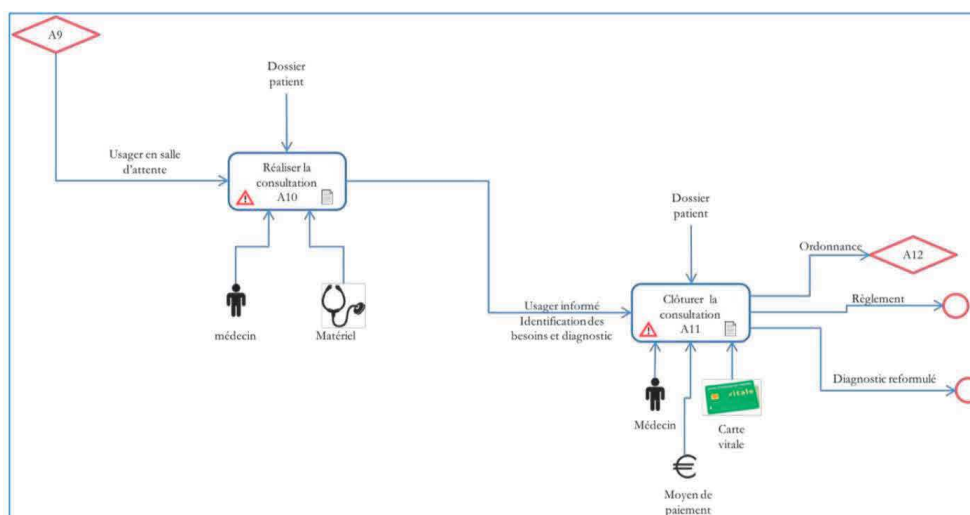 A9
Dossier
patient
Usager en salle
d'attente
Réaliser la
consultation
A10
médecin
Matériel
Dossier
patient
Usager informé
Identification des
besoins et diagnostic
Clôturer la
consultation
A11
Ordonnance
A12
Règlement
Diagnostic reformulé
Médecin
vitale
Carte
vitale
€
Moyen de
paiement